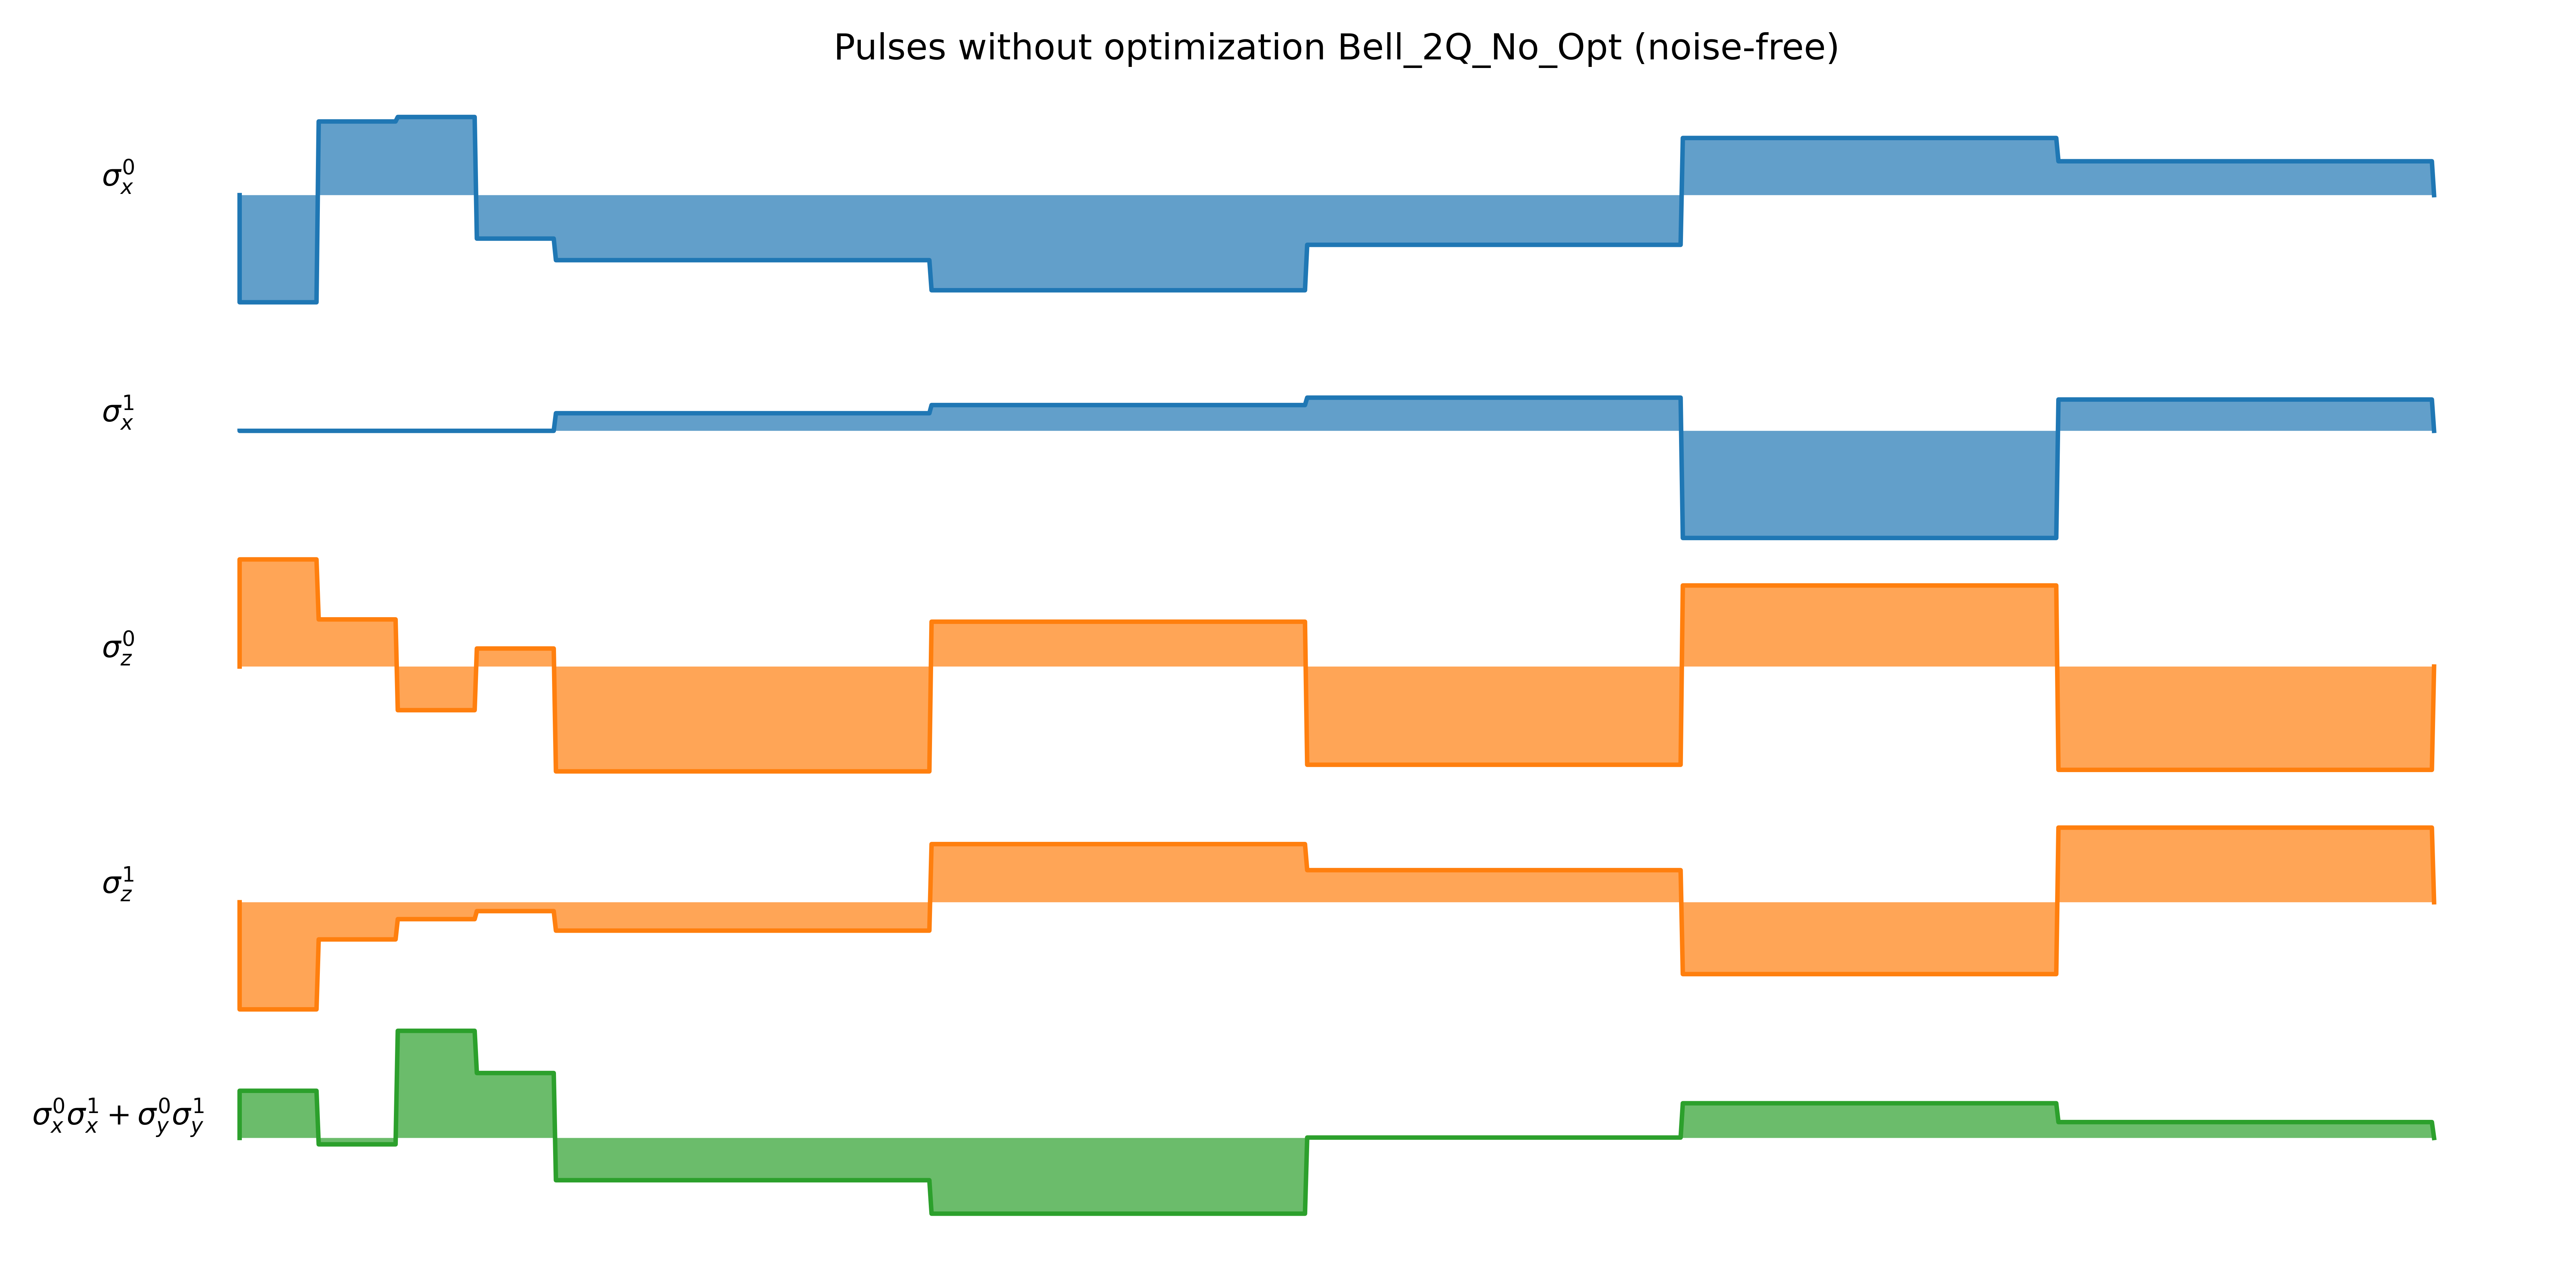 Pulses without optimization Bell_2Q_No_Opt (noise-free)
σ_x^0
σ_x^1
σ_z^0
σ_z^1
σ_x^0σ_x^1 + σ_y^0σ_y^1